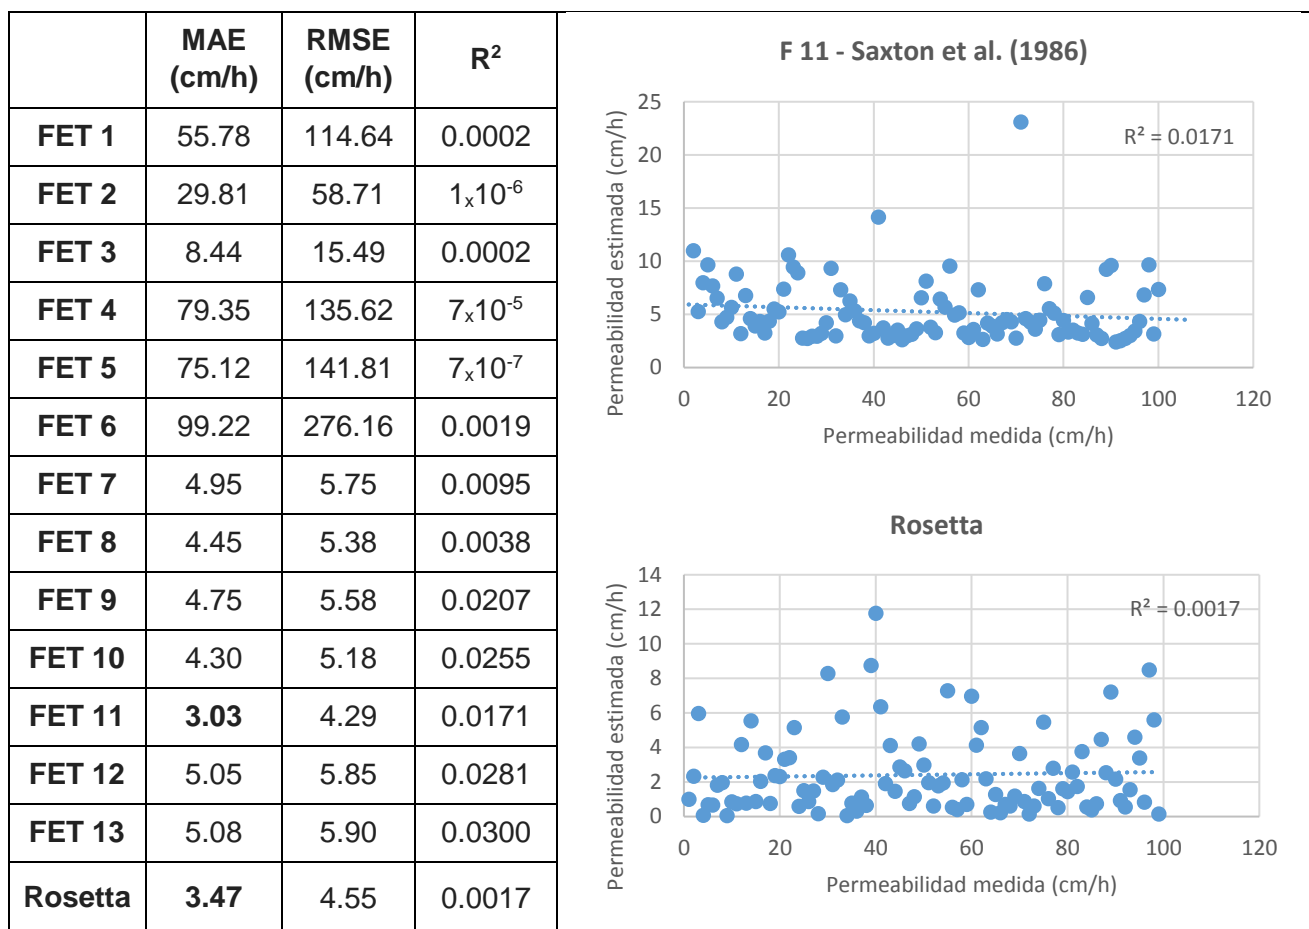 MAE (cm/h) RMSE (cm/h) R²
FET 1 55.78 114.64 0.0002
FET 2 29.81 58.71 1x10-6
FET 3 8.44 15.49 0.0002
FET 4 79.35 135.62 7x10-5
FET 5 75.12 141.81 7x10-7
FET 6 99.22 276.16 0.0019
FET 7 4.95 5.75 0.0095
FET 8 4.45 5.38 0.0038
FET 9 4.75 5.58 0.0207
FET 10 4.30 5.18 0.0255
FET 11 3.03 4.29 0.0171
FET 12 5.05 5.85 0.0281
FET 13 5.08 5.90 0.0300
Rosetta 3.47 4.55 0.0017
F 11 - Saxton et al. (1986)
Permeabilidad estimada (cm/h)
25
20
15
10
5
0
R² = 0.0171
0 20 40 60 80 100 120
Permeabilidad medida (cm/h)
Rosetta
Permeabilidad estimada (cm/h)
14
12
10
8
6
4
2
0
R² = 0.0017
0 20 40 60 80 100 120
Permeabilidad medida (cm/h)